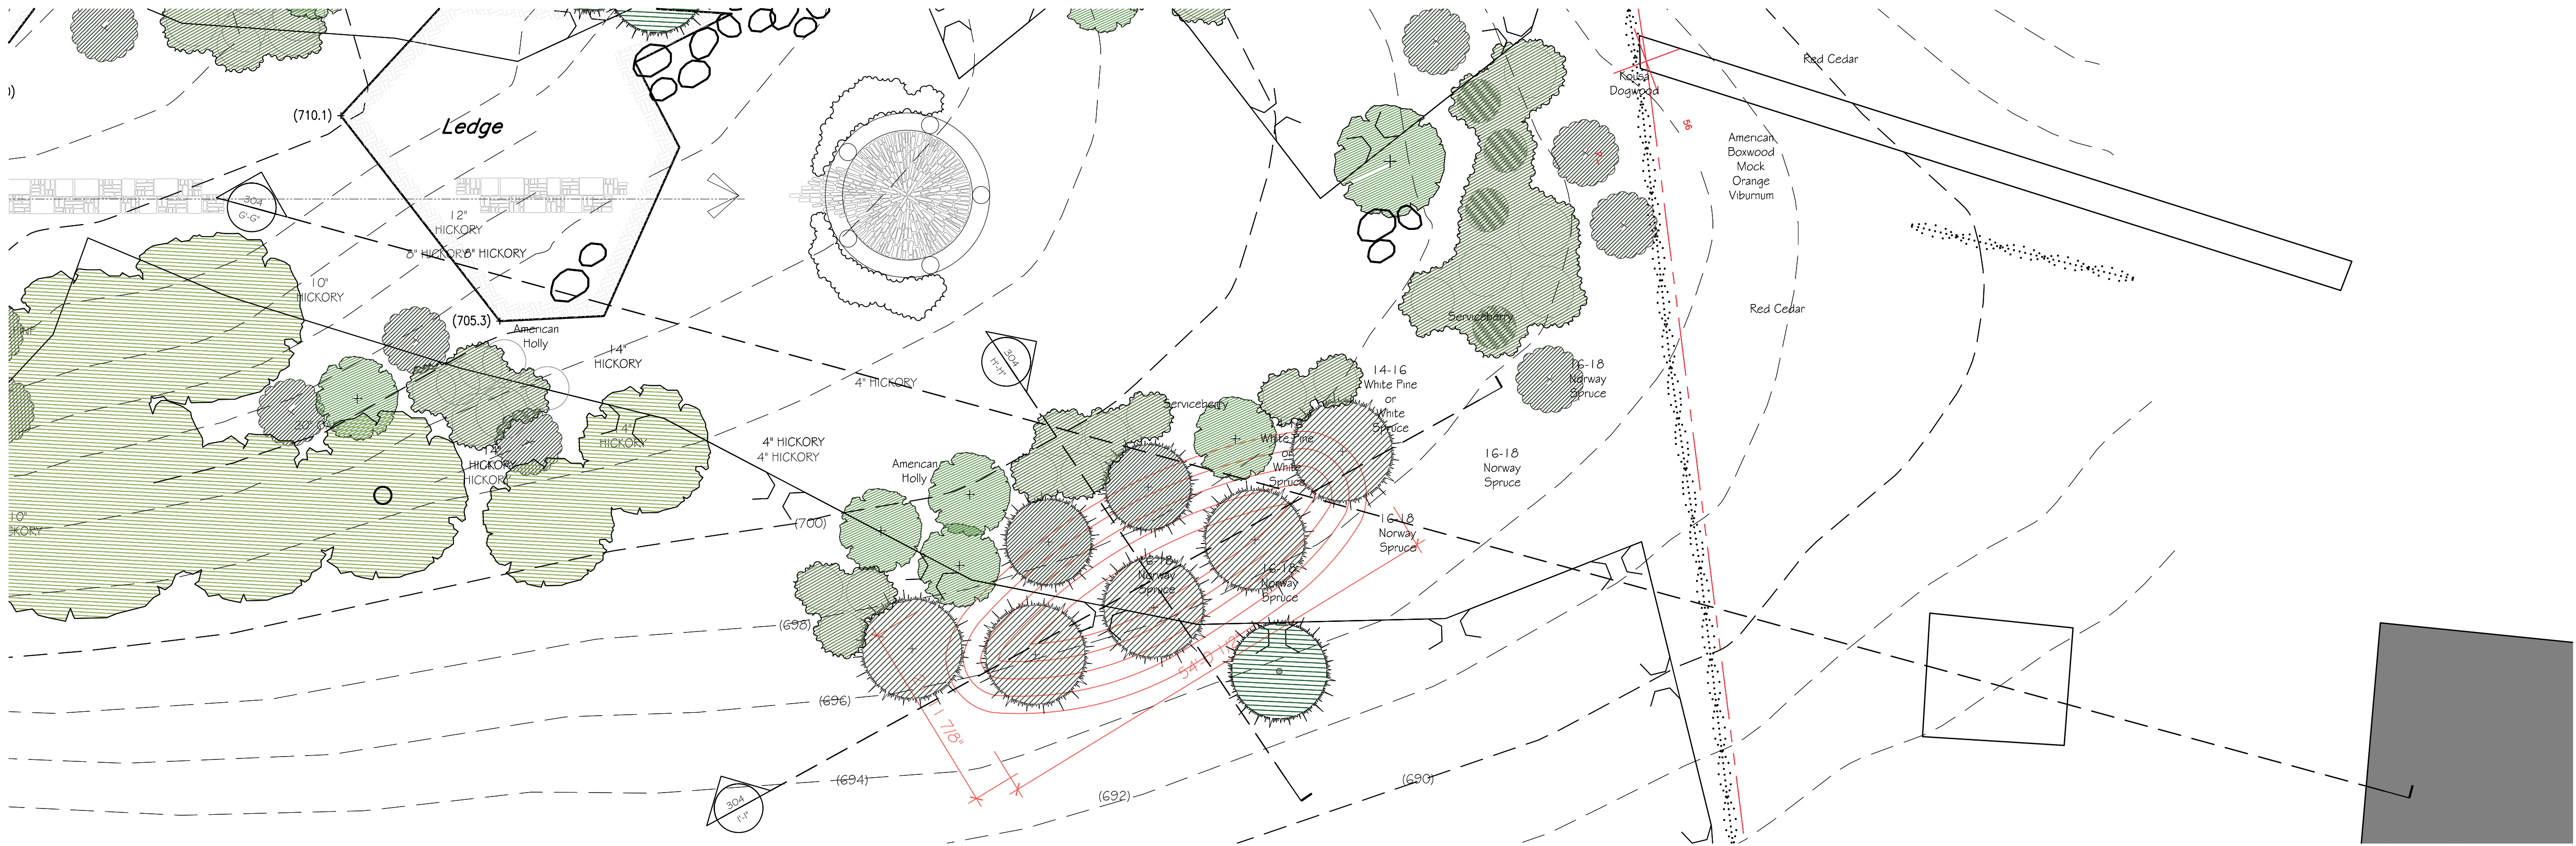 (710.1)
Ledge
Red Cedar
Kousa
Dogwood
56
American
Boxwood
Mock
Orange
Viburnum
304
G'-G"
12"
HICKORY
8" HICKORY
8" HICKORY
10"
HICKORY
(705.3)
American
Holly
14"
HICKORY
304
H'-H"
4" HICKORY
Serviceberry
Red Cedar
14-16
White Pine
or
White
Spruce
16-18
Norway
Spruce
Serviceberry
White Pine
or
White
Spruce
4"
HICKORY
4" HICKORY
4" HICKORY
14"
HICKORY
HICKORY
American
Holly
16-18
Norway
Spruce
10"
(700)
16-18
Norway
Spruce
16-18
Norway
Spruce
16-18
Norway
Spruce
(698)
(696)
1 7/8"
(694)
(692)
(690)
304
I'-I"